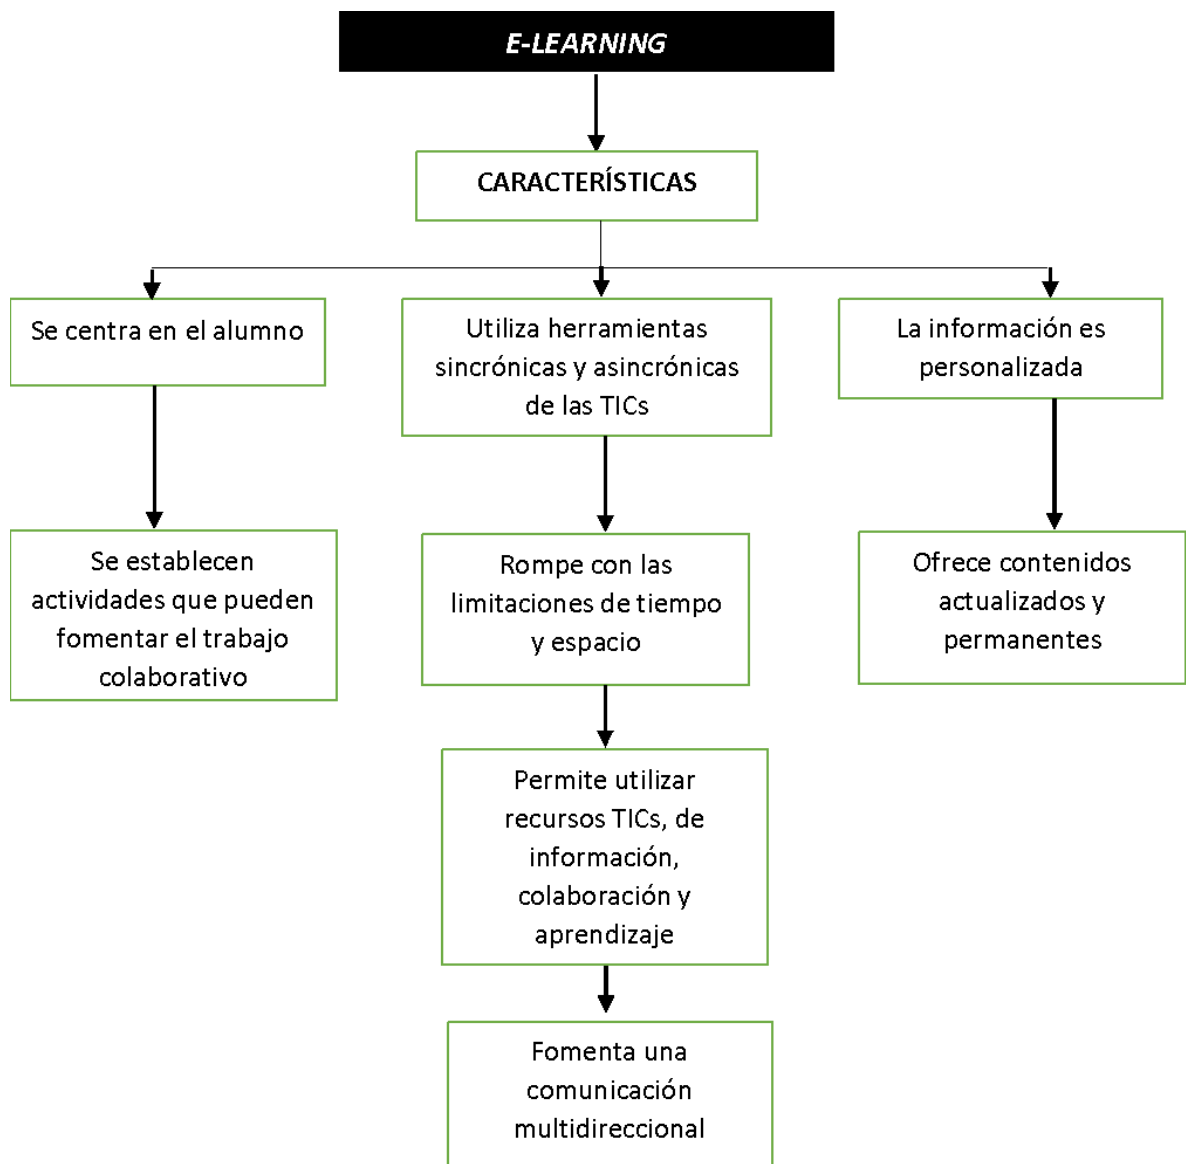 E-LEARNING
CARACTERÍSTICAS
Se centra en el alumno
Utiliza herramientas
sincrónicas y asincrónicas
de las TICs
La información es
personalizada
Se establecen
actividades que pueden
fomentar el trabajo
colaborativo
Rompe con las
limitaciones de tiempo
y espacio
Ofrece contenidos
actualizados y
permanentes
Permite utilizar
recursos TICs, de
información,
colaboración y
aprendizaje
Fomenta una
comunicación
multidireccional